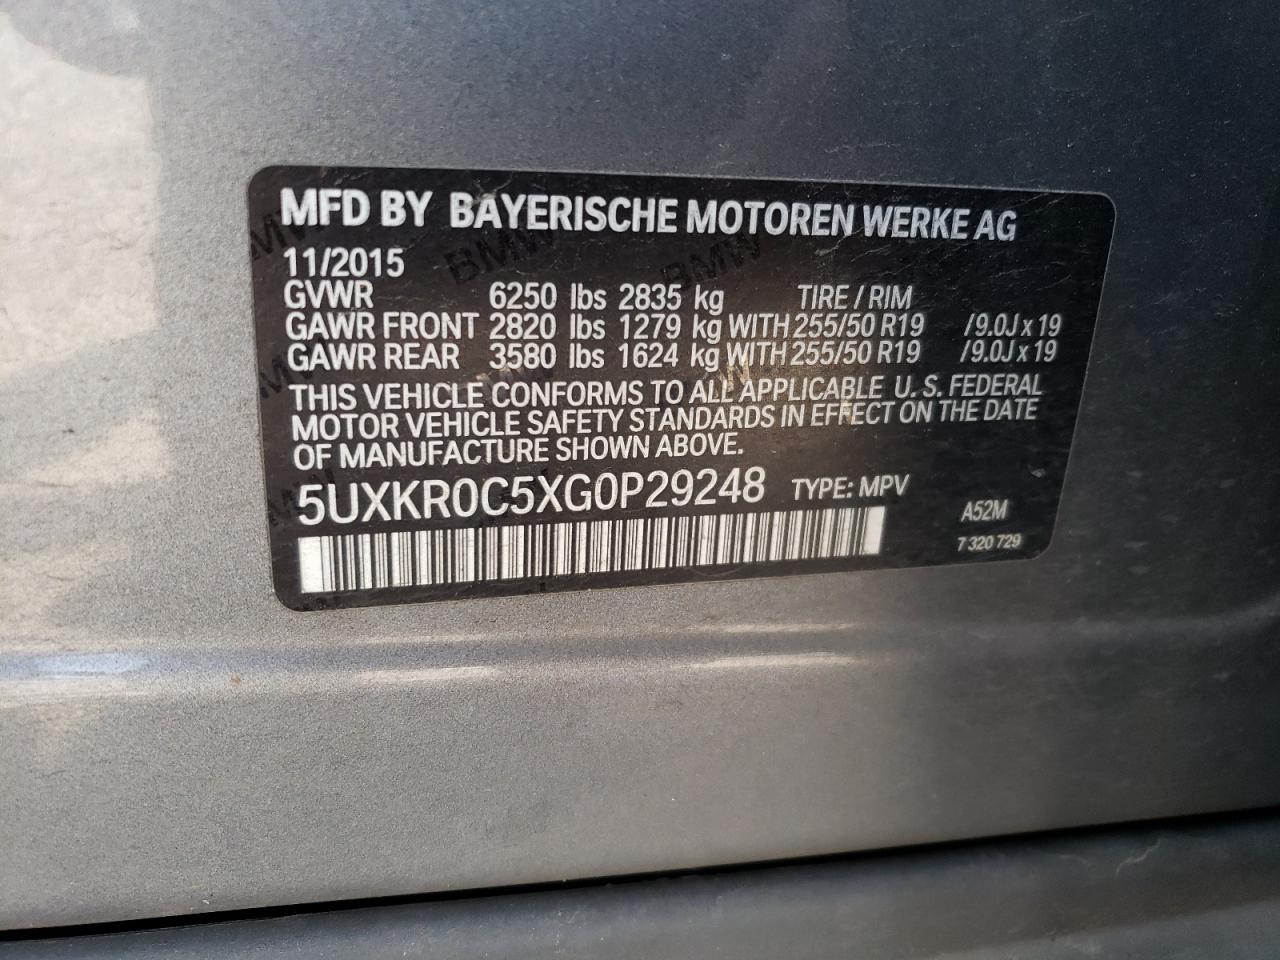 MFD BY BAYERISCHE MOTOREN WERKE AG
11/2015
GVWR 6250 lbs 2835 kg TIRE / RIM
GAWR FRONT 2820 lbs 1279 kg WITH 255/50 R19 /9.0J x 19
GAWR REAR 3580 lbs 1624 kg WITH 255/50 R19 /9.0J x 19
THIS VEHICLE CONFORMS TO ALL APPLICABLE U.S. FEDERAL
MOTOR VEHICLE SAFETY STANDARDS IN EFFECT ON THE DATE
OF MANUFACTURE SHOWN ABOVE.
5UXKR0C5XG0P29248 TYPE: MPV
A52M
7 320 729
BMW
BMW